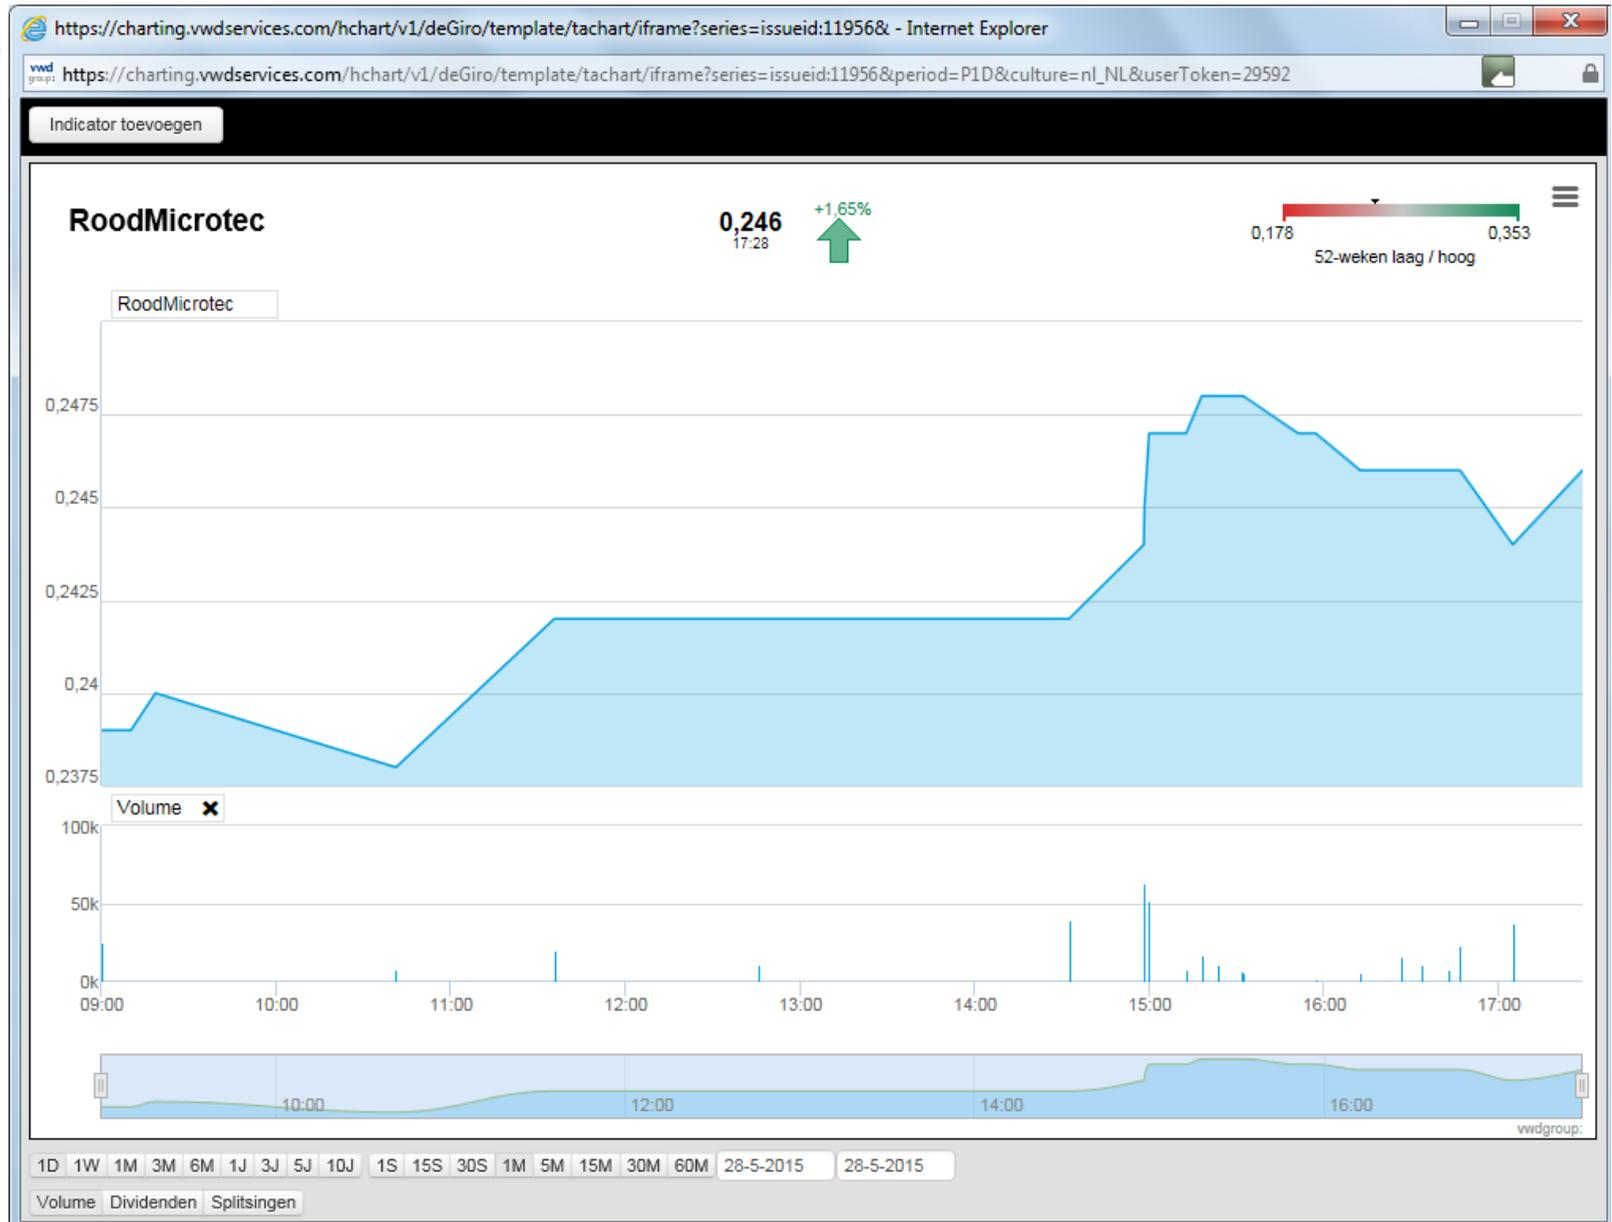 https://charting.vwdservices.com/hchart/v1/deGiro/template/tachart/iframe?series=issueid:11956& - Internet Explorer
vwd group: https://charting.vwdservices.com/hchart/v1/deGiro/template/tachart/iframe?series=issueid:11956&period=P1D&culture=nl_NL&userToken=29592
Indicator toevoegen
RoodMicrotec
0,246
17:28
+1,65%
0,178 0,353
52-weken laag / hoog
RoodMicrotec
0,2475
0,245
0,2425
0,24
0,2375
Volume
100k
50k
0k
09:00 10:00 11:00 12:00 13:00 14:00 15:00 16:00 17:00
10:00 12:00 14:00 16:00
vwdgroup:
1D 1W 1M 3M 6M 1J 3J 5J 10J 1S 15S 30S 1M 5M 15M 30M 60M 28-5-2015 28-5-2015
Volume Dividenden Splitsingen